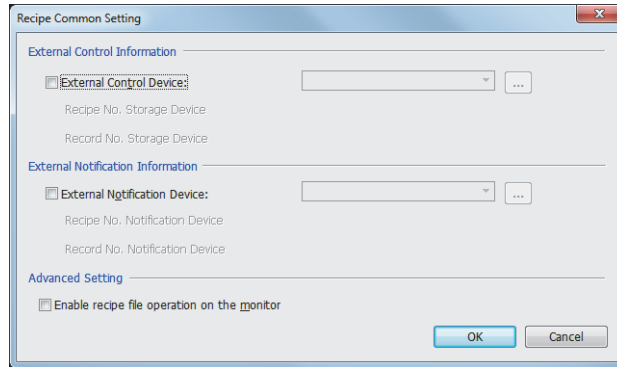 Recipe Common Setting
External Control Information
External Control Device:
...
Recipe No. Storage Device
Record No. Storage Device
External Notification Information
External Notification Device:
...
Recipe No. Notification Device
Record No. Notification Device
Advanced Setting
Enable recipe file operation on the monitor
OK Cancel